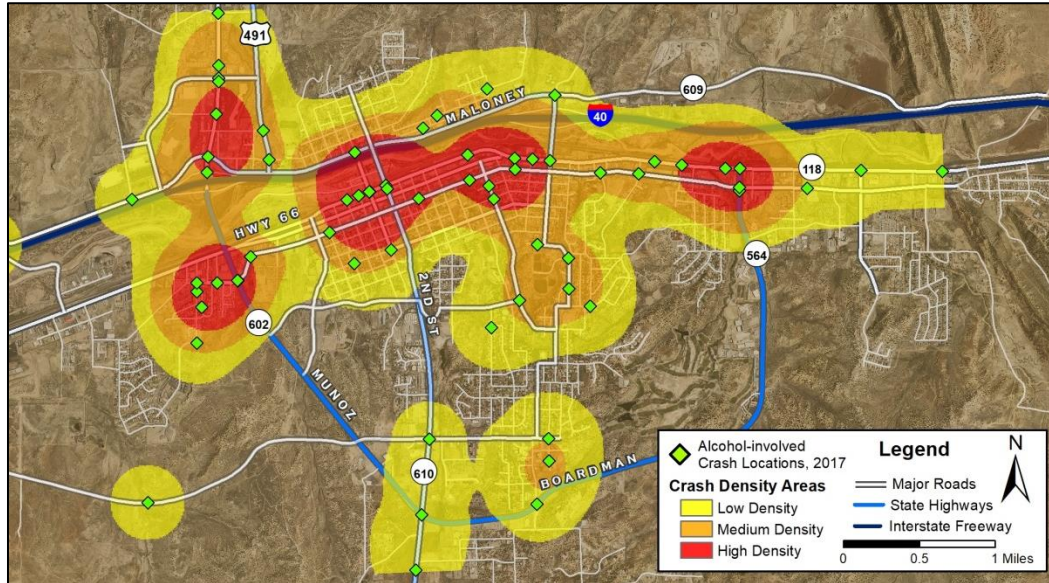 491
MALONEY
609
40
118
HWY 66
2ND ST
564
602
MUNOZ
610
BOARDMAN
Alcohol-involved
Crash Locations, 2017
Crash Density Areas
Low Density
Medium Density
High Density
Legend
Major Roads
State Highways
Interstate Freeway
N
0 0.5 1 Miles